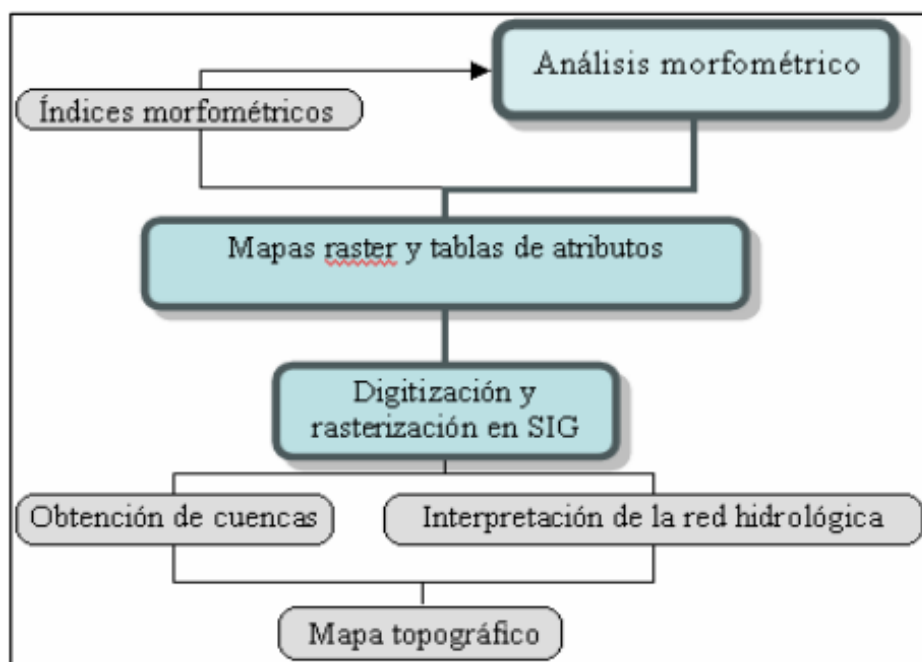 Análisis morfométrico
Índices morfométricos
Mapas raster y tablas de atributos
Digitización y
rasterización en SIG
Obtención de cuencas
Interpretación de la red hidrológica
Mapa topográfico